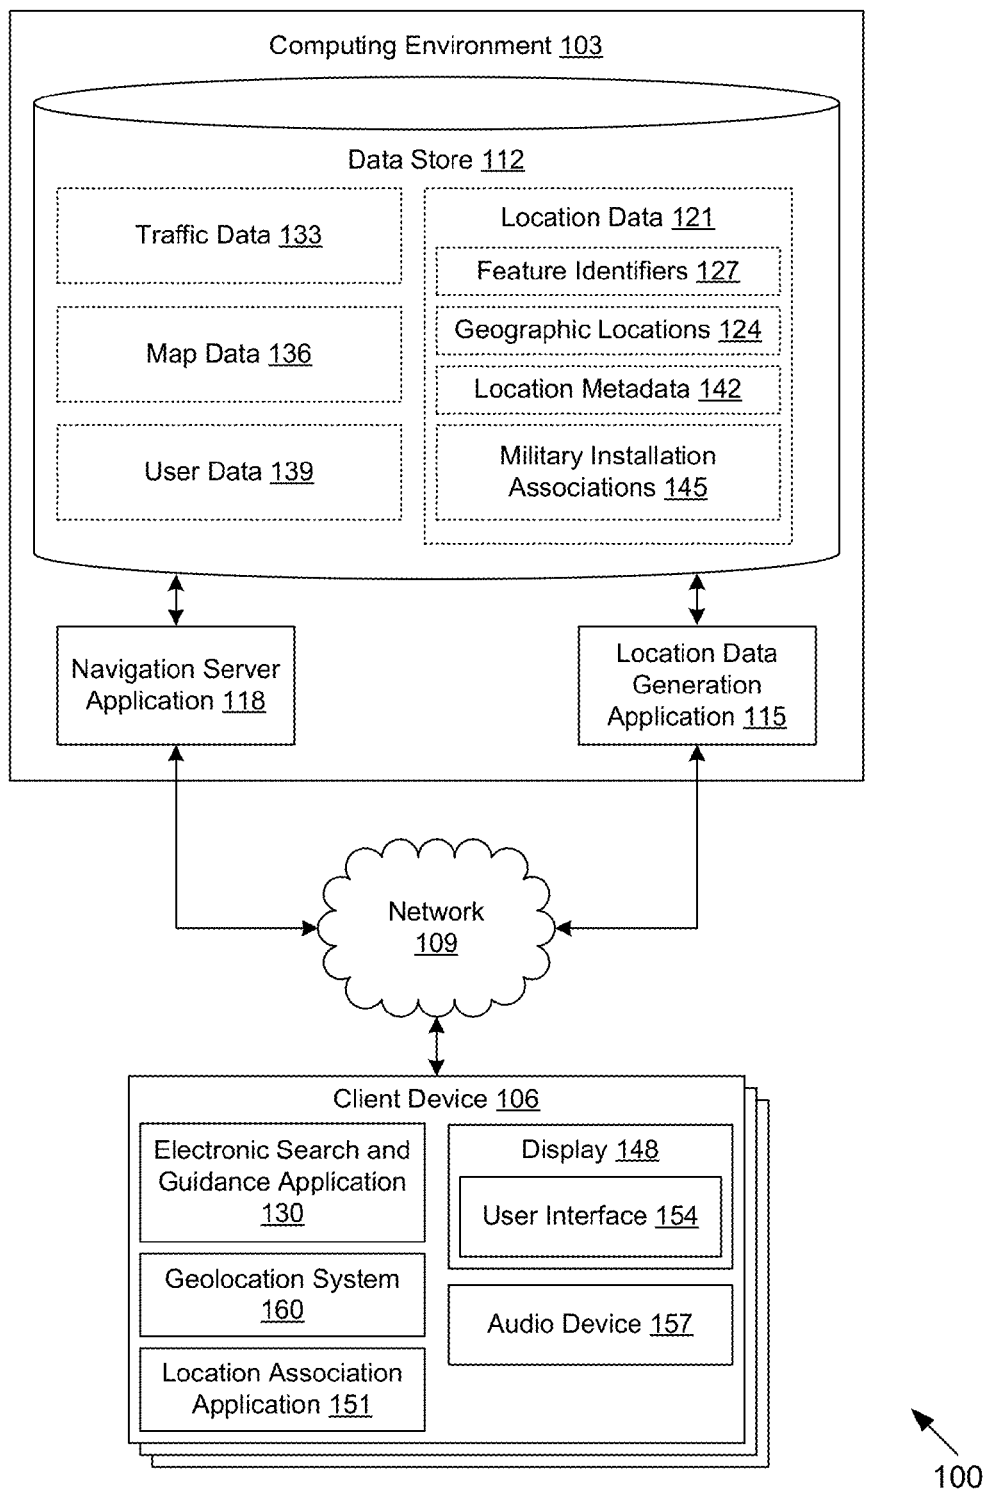 Computing Environment 103
Data Store 112
Traffic Data 133
Map Data 136
User Data 139
Location Data 121
Feature Identifiers 127
Geographic Locations 124
Location Metadata 142
Military Installation
Associations 145
Navigation Server
Application 118
Location Data
Generation
Application 115
Network
109
Client Device 106
Electronic Search and
Guidance Application
130
Geolocation System
160
Location Association
Application 151
Display 148
User Interface 154
Audio Device 157
100